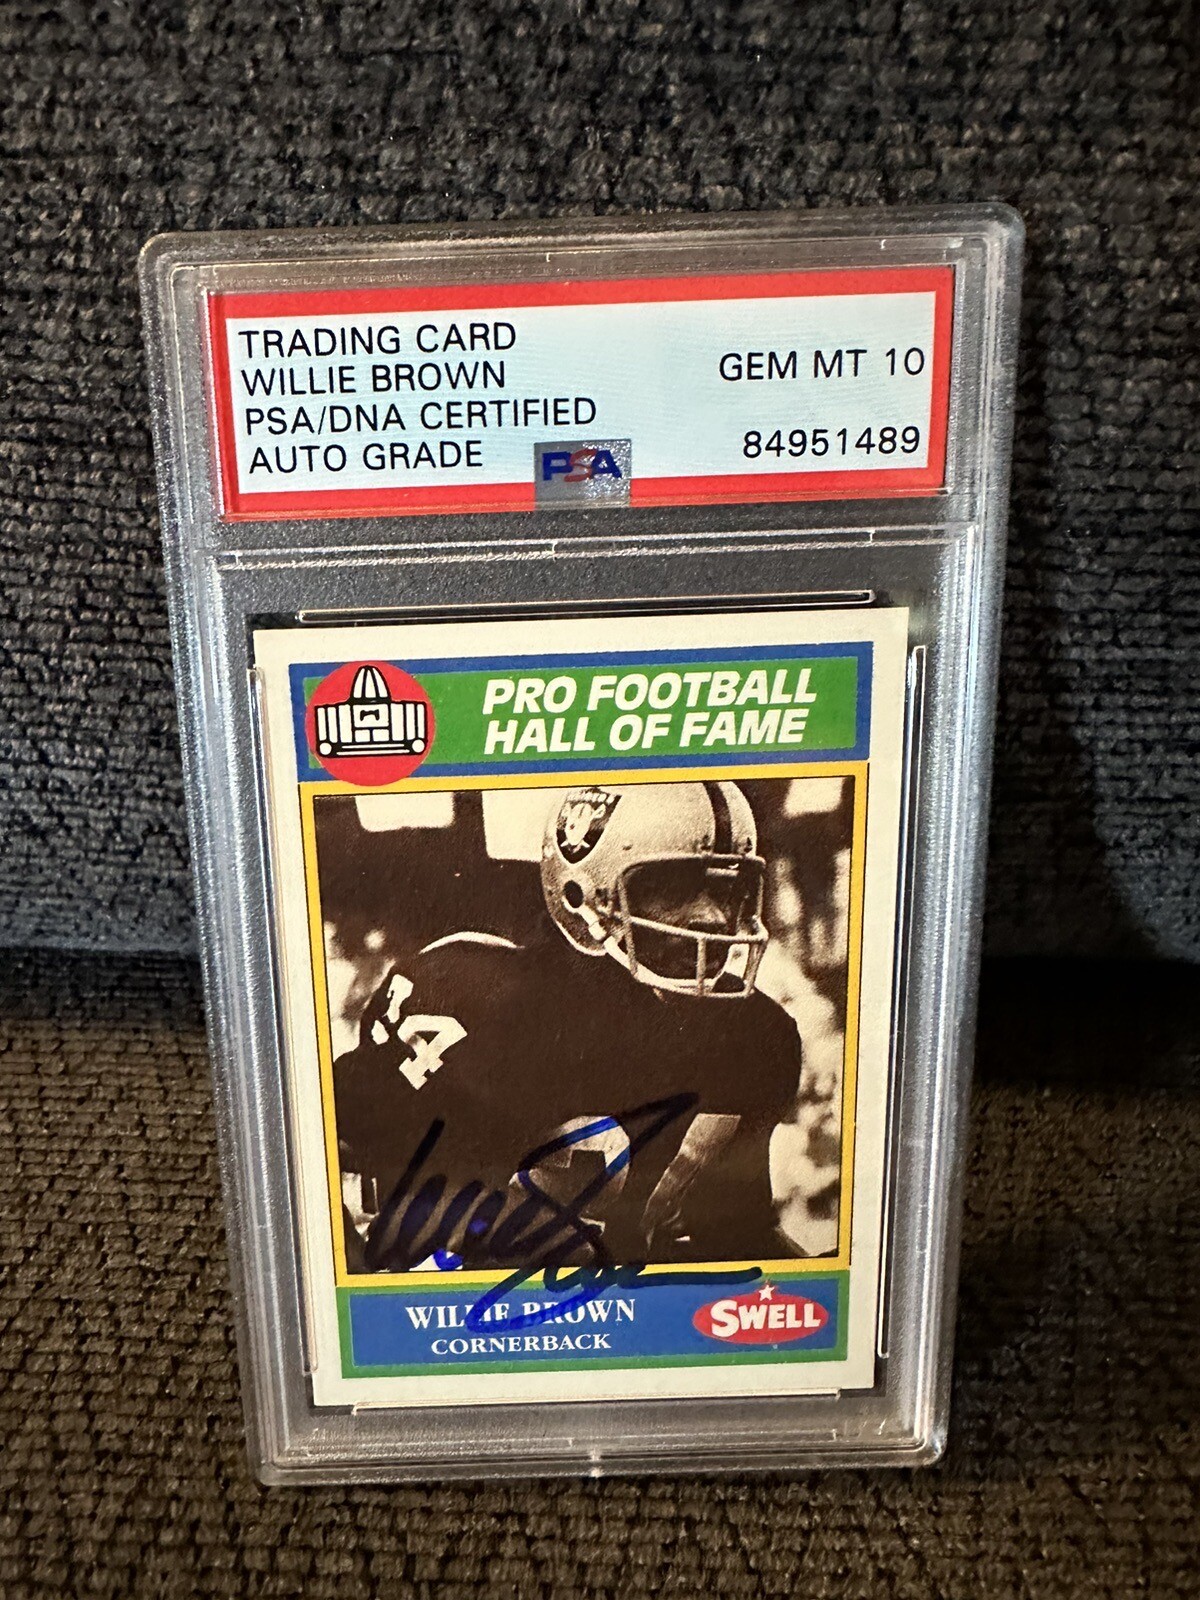 TRADING CARD
WILLIE BROWN
PSA/DNA CERTIFIED
AUTO GRADE
GEM MT 10
84951489
PSA
PRO FOOTBALL
HALL OF FAME
24
WILLIE BROWN
CORNERBACK
SWELL